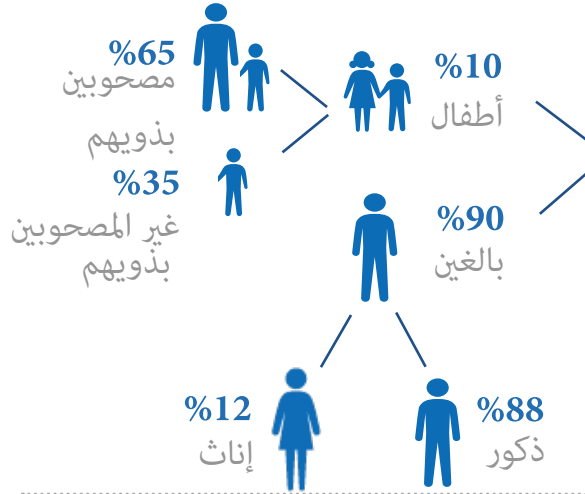 %10
أطفال
%65
مصحوبين
بذويهم
%35
غير المصحوبين
بذويهم
%90
بالغين
%88
ذكور
%12
إناث